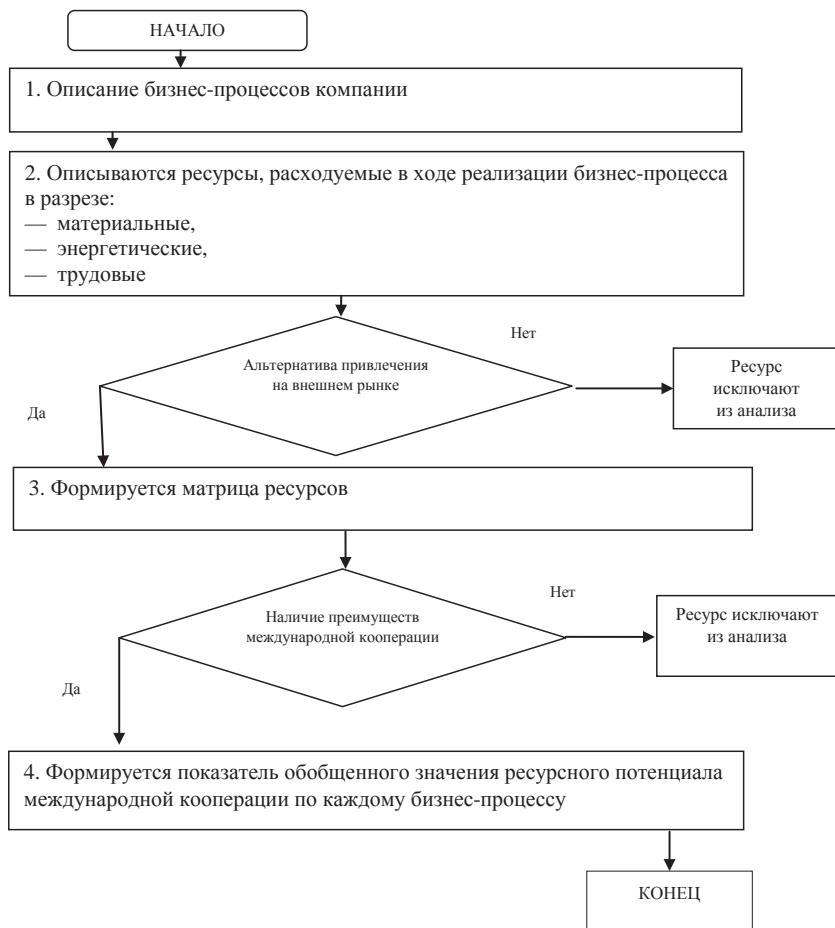 НАЧАЛО
1. Описание бизнес-процессов компании
2. Описываются ресурсы, расходуемые в ходе реализации бизнес-процесса
в разрезе:
— материальные,
— энергетические,
— трудовые
Нет
Альтернатива привлечения
на внешнем рынке
Ресурс
исключают
из анализа
Да
3. Формируется матрица ресурсов
Нет
Наличие преимуществ
международной кооперации
Ресурс исключают
из анализа
Да
4. Формируется показатель обобщенного значения ресурсного потенциала
международной кооперации по каждому бизнес-процессу
КОНЕЦ